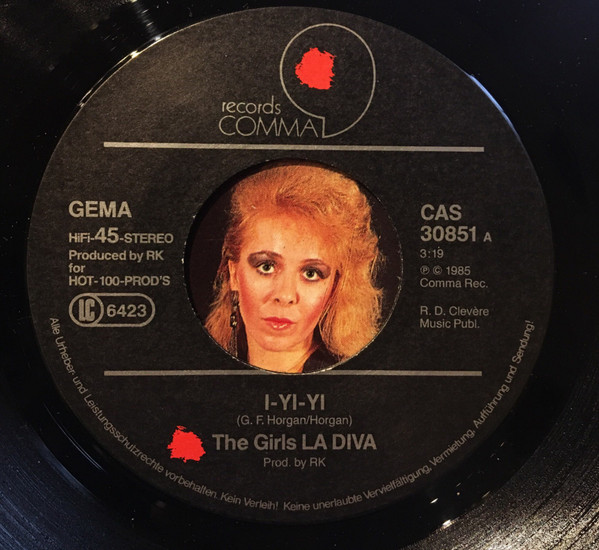 records
COMMA
GEMA
HiFi-45-STEREO
Produced by RK
for
HOT-100-PROD'S
LC 6423
CAS
30851 A
3:19
℗ © 1985
Comma Rec.
R. D. Clevère
Music Publ.
I-YI-YI
(G. F. Horgan/Horgan)
The Girls LA DIVA
Prod. by RK
Alle Urheber- und Leistungsschutzrechte vorbehalten. Kein Verleih! Keine unerlaubte Vervielfältigung, Vermietung, Aufführung und Sendung!